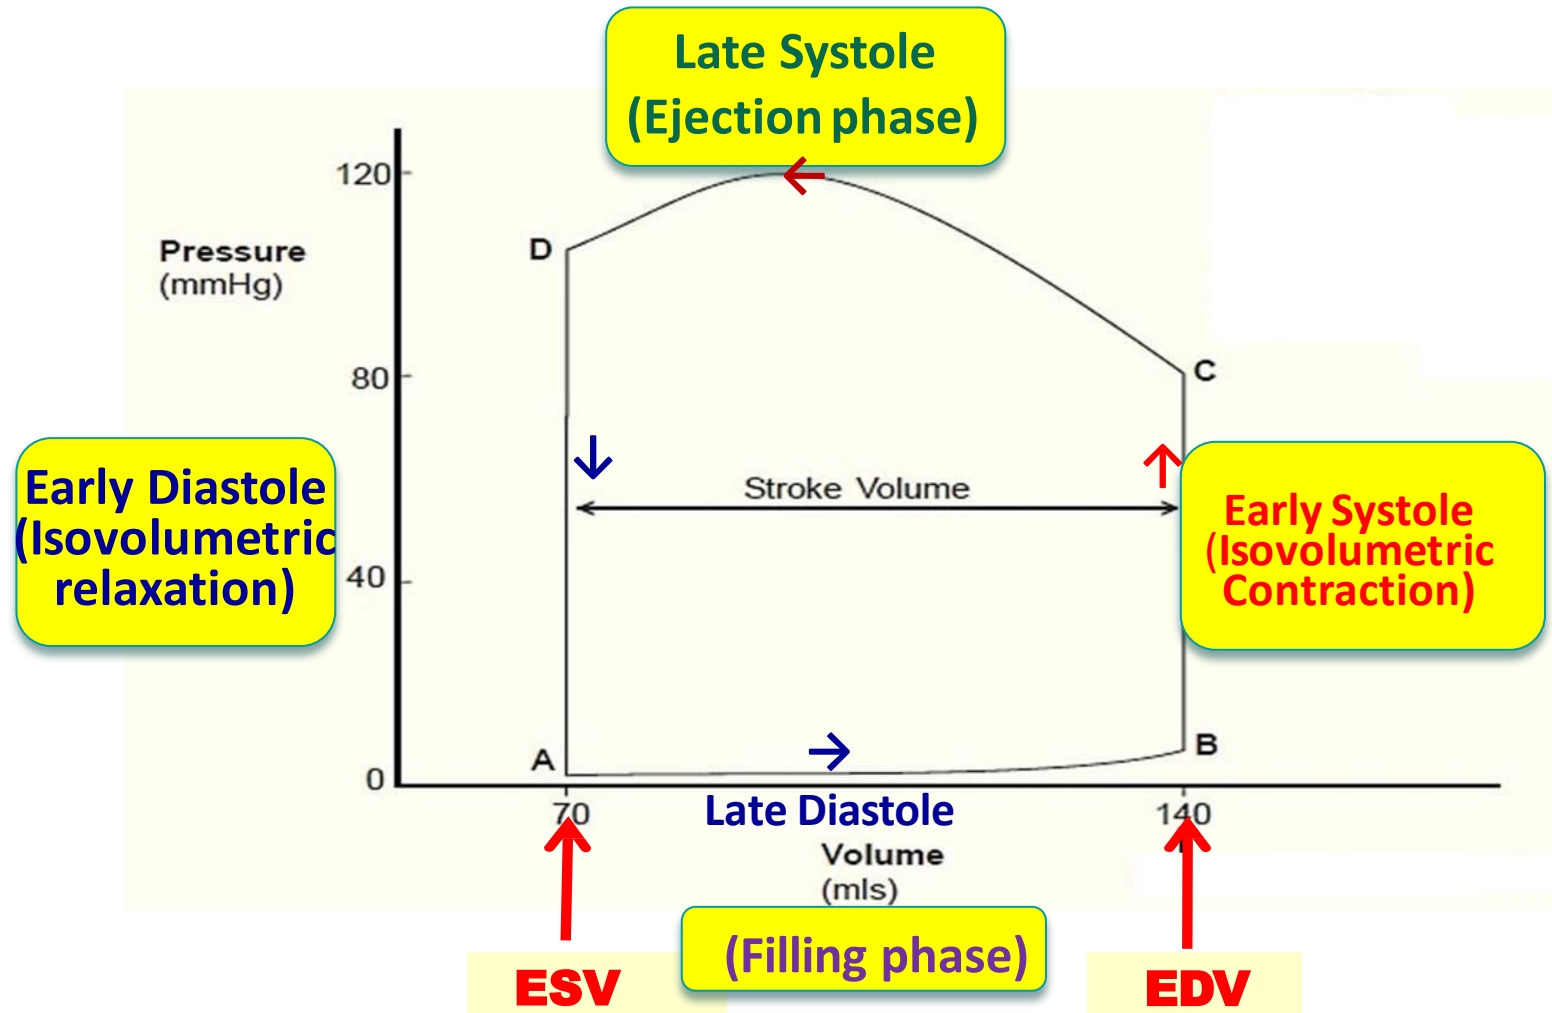 Late Systole
(Ejection phase)
120
Pressure
(mmHg)
D
80
C
Early Diastole
(Isovolumetric
relaxation)
Stroke Volume
Early Systole
(Isovolumetric
Contraction)
40
A
B
0
70
Late Diastole
140
Volume
(mls)
(Filling phase)
ESV
EDV